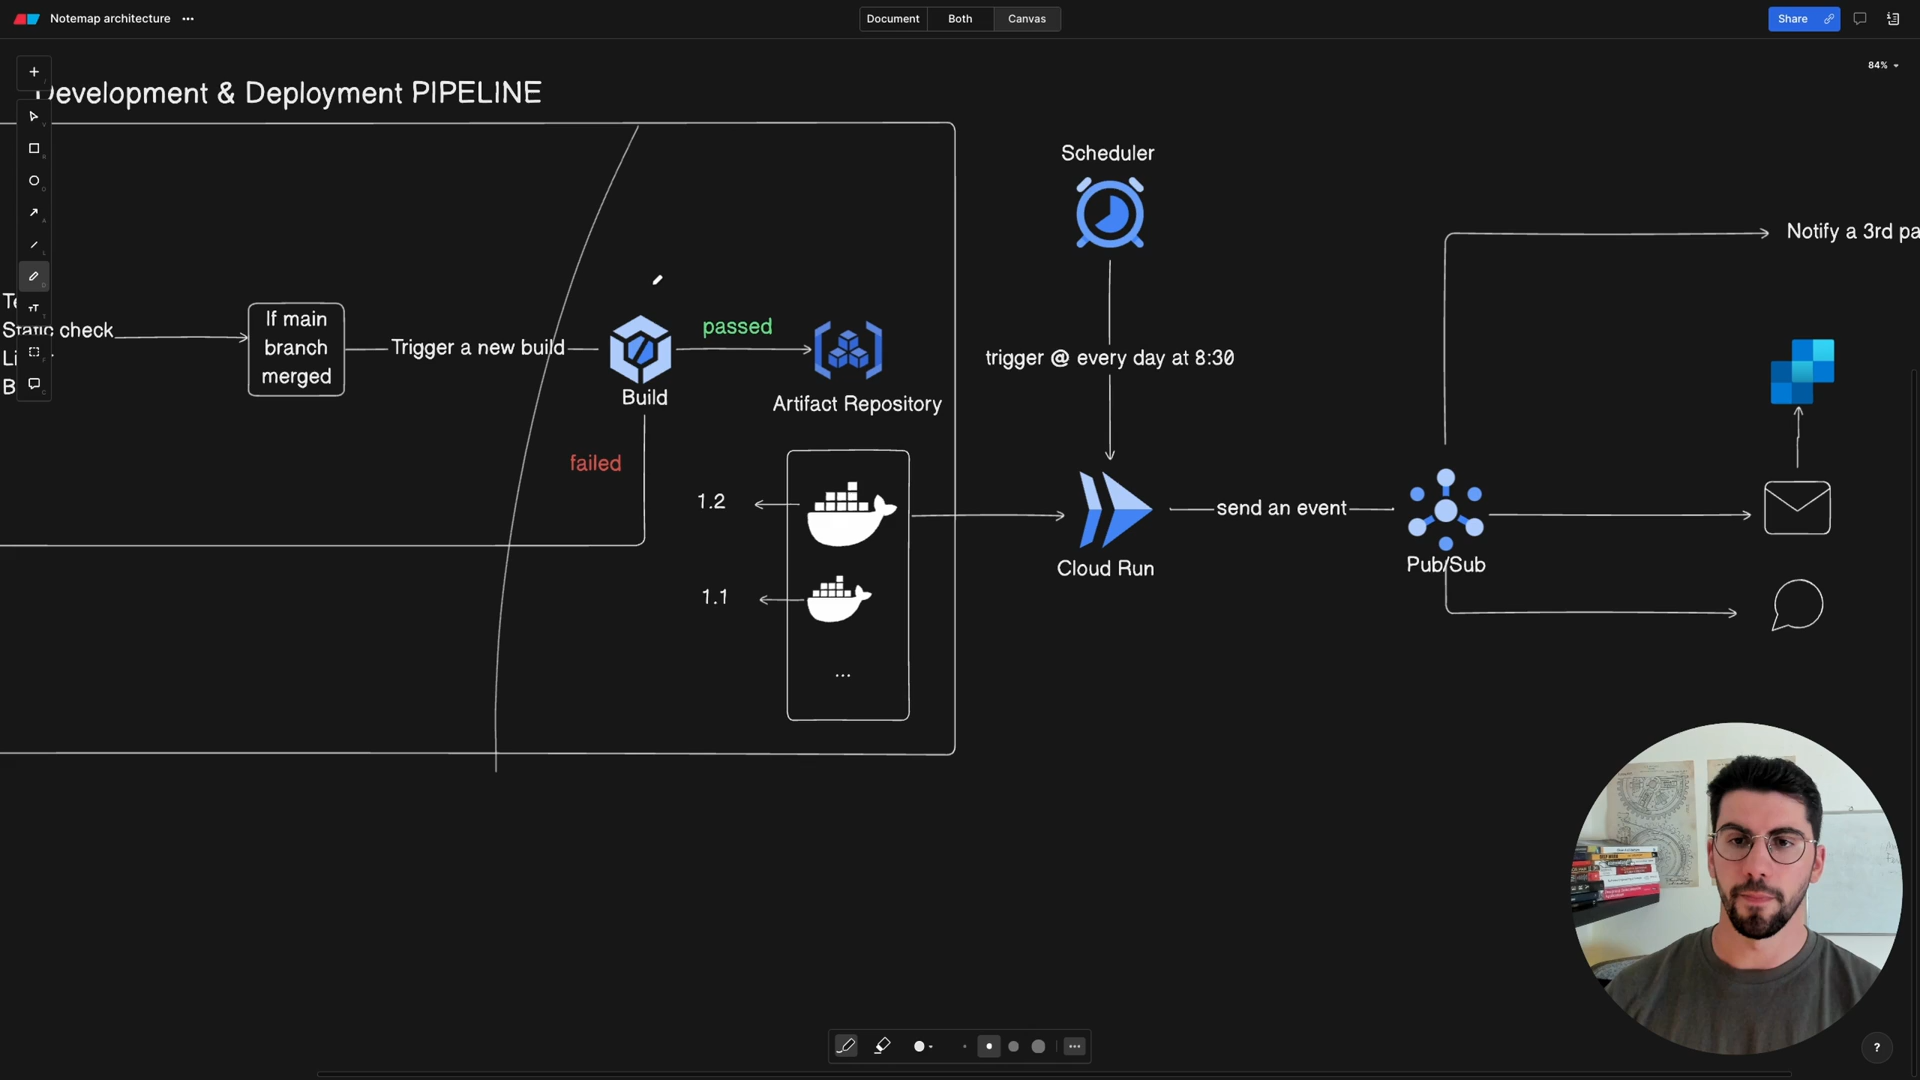 Notemap architecture
Document
Both
Canvas
Share
84%
Development & Deployment PIPELINE
Scheduler
Notify a 3rd pa
Static check
If main
branch
merged
Trigger a new build
passed
Build
Artifact Repository
trigger @ every day at 8:30
failed
1.2
send an event
Cloud Run
Pub/Sub
1.1
...
?